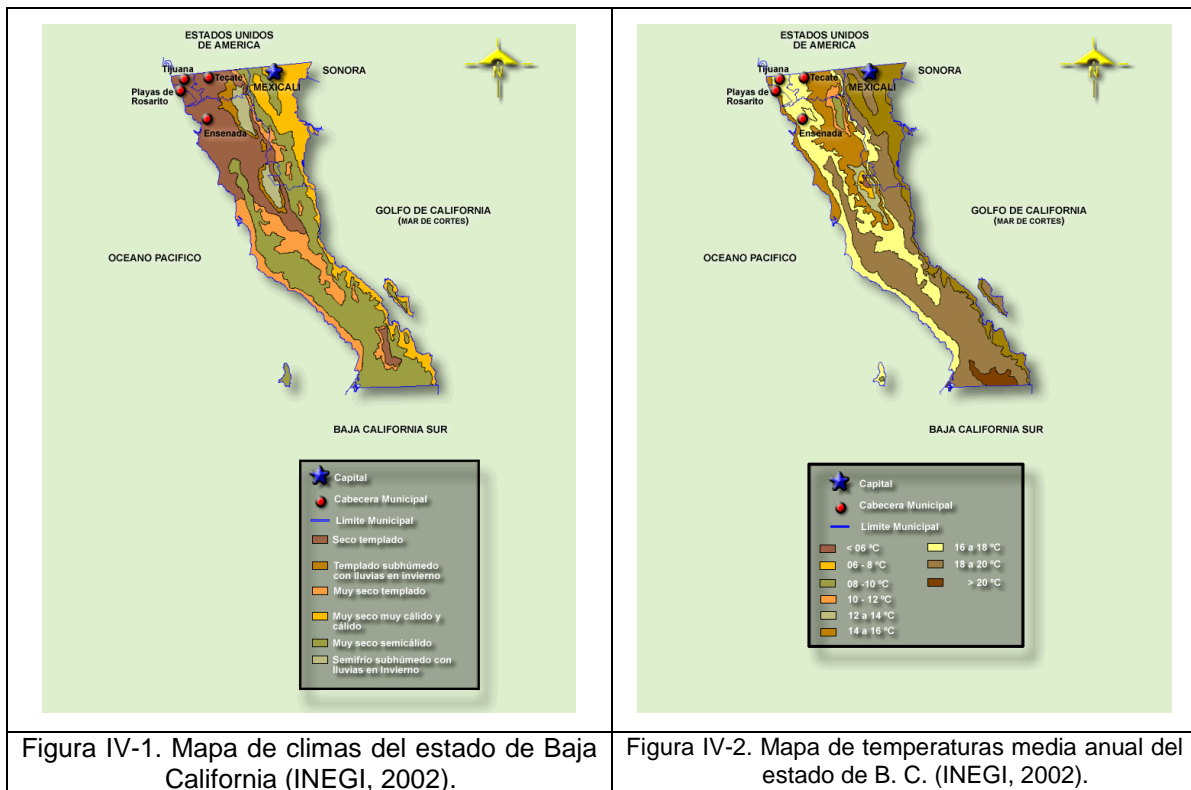 ESTADOS UNIDOS
DE AMERICA
Tijuana
Tecate
SONORA
N
MEXICALI
Playas de
Rosarito
Ensenada
GOLFO DE CALIFORNIA
(MAR DE CORTES)
OCEANO PACIFICO
BAJA CALIFORNIA SUR
Capital
Cabecera Municipal
Límite Municipal
Seco templado
Templado subhúmedo
con lluvias en invierno
Muy seco templado
Muy seco muy cálido y
cálido
Muy seco semicálido
Semifrio subhúmedo con
lluvias en Invierno
Figura IV-1. Mapa de climas del estado de Baja
California (INEGI, 2002).
ESTADOS UNIDOS
DE AMERICA
Tijuana
Tecate
SONORA
N
MEXICALI
Playas de
Rosarito
Ensenada
GOLFO DE CALIFORNIA
(MAR DE CORTES)
OCEANO PACIFICO
BAJA CALIFORNIA SUR
Capital
Cabecera Municipal
Límite Municipal
< 06 ºC
06 - 8 ºC
08 -10 ºC
10 - 12 ºC
12 a 14 ºC
14 a 16 ºC
16 a 18 ºC
18 a 20 ºC
> 20 ºC
Figura IV-2. Mapa de temperaturas media anual del
estado de B. C. (INEGI, 2002).